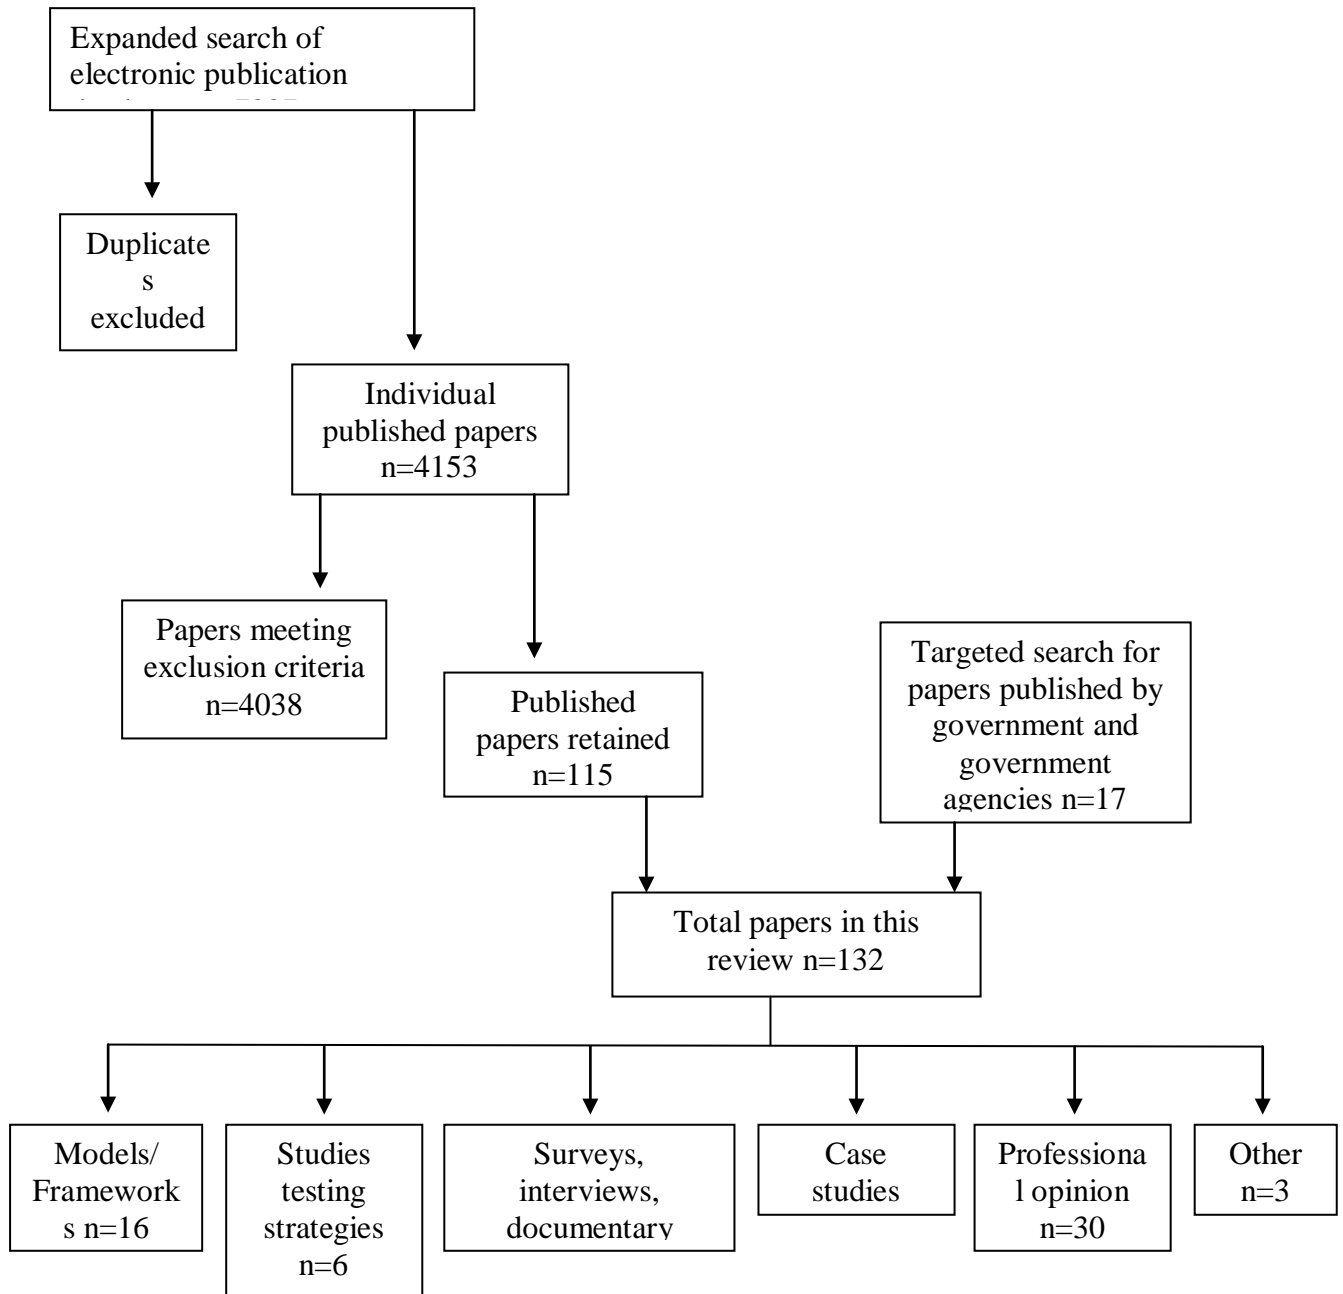 Expanded search of
electronic publication
Duplicate
s
excluded
Individual
published papers
n=4153
Papers meeting
exclusion criteria
n=4038
Published
papers retained
n=115
Targeted search for
papers published by
government and
government
agencies n=17
Total papers in this
review n=132
Models/
Framework
s n=16
Studies
testing
strategies
n=6
Surveys,
interviews,
documentary
Case
studies
Professiona
l opinion
n=30
Other
n=3